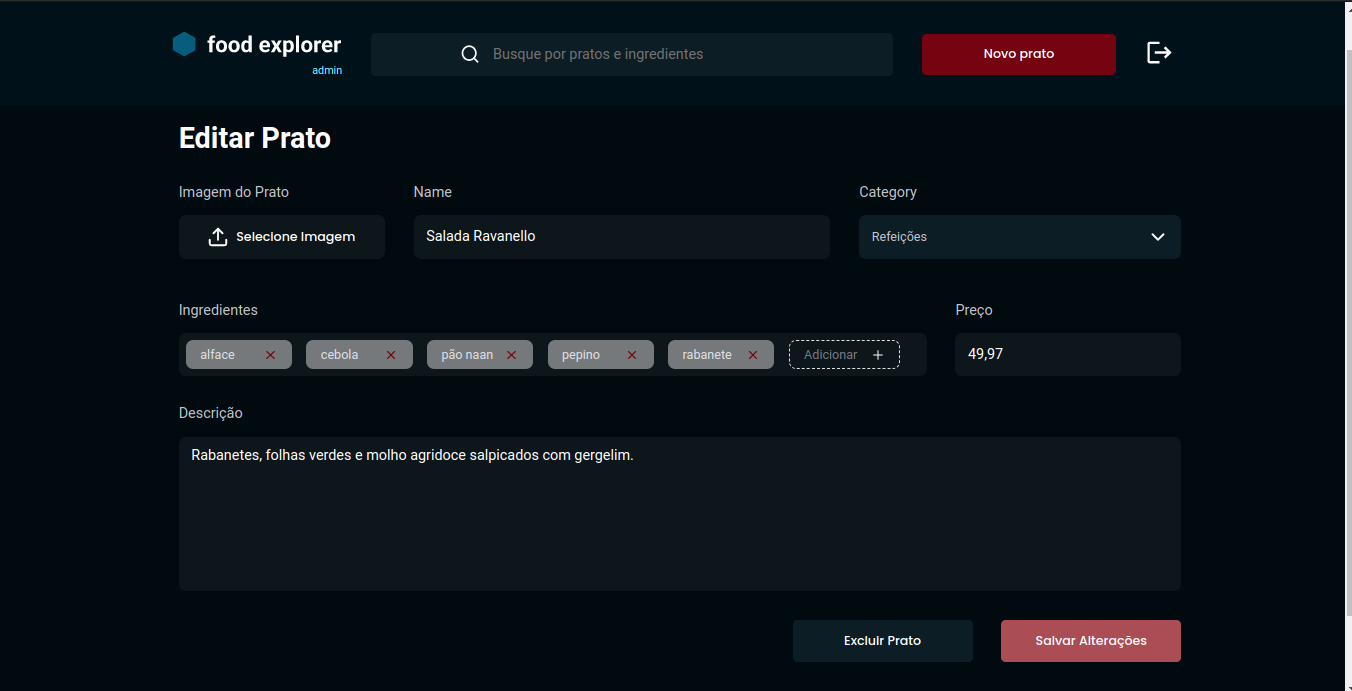 food explorer
admin
Busque por pratos e ingredientes
Novo prato
Editar Prato
Imagem do Prato
Name
Category
Selecione Imagem
Salada Ravanello
Refeições
Ingredientes
Preço
alface
cebola
pão naan
pepino
rabanete
Adicionar
49,97
Descrição
Rabanetes, folhas verdes e molho agridoce salpicados com gergelim.
Excluir Prato
Salvar Alterações